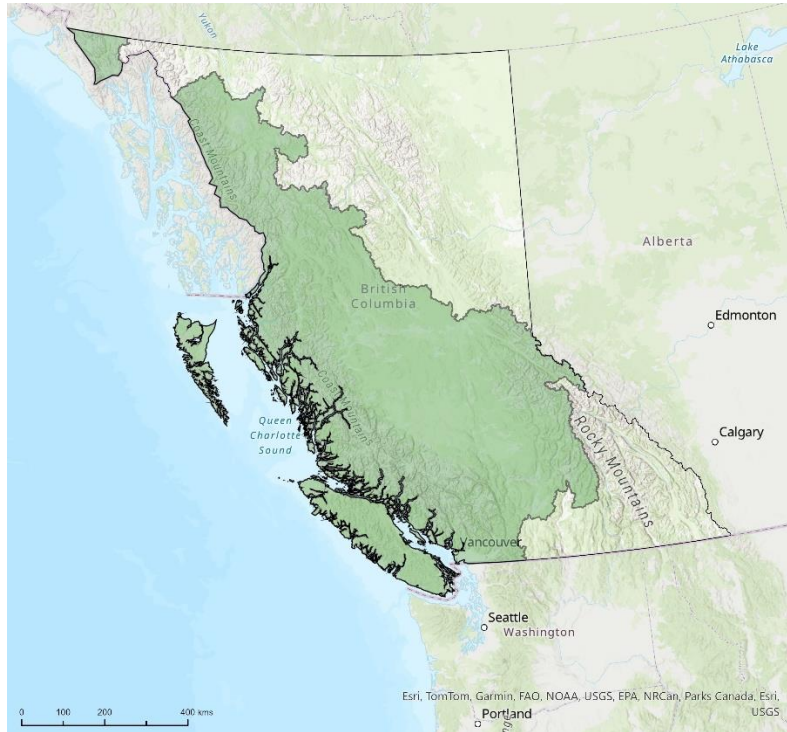 Yukon
Lake
Athabasca
Coast Mountains
Alberta
British
Columbia
Edmonton
Coast Mountains
Queen
Charlotte
Sound
Calgary
Rocky Mountains
Vancouver
Seattle
Washington
Esri, TomTom, Garmin, FAO, NOAA, USGS, EPA, NRCan, Parks Canada, Esri,
USGS
Portland
0 100 200 400 kms